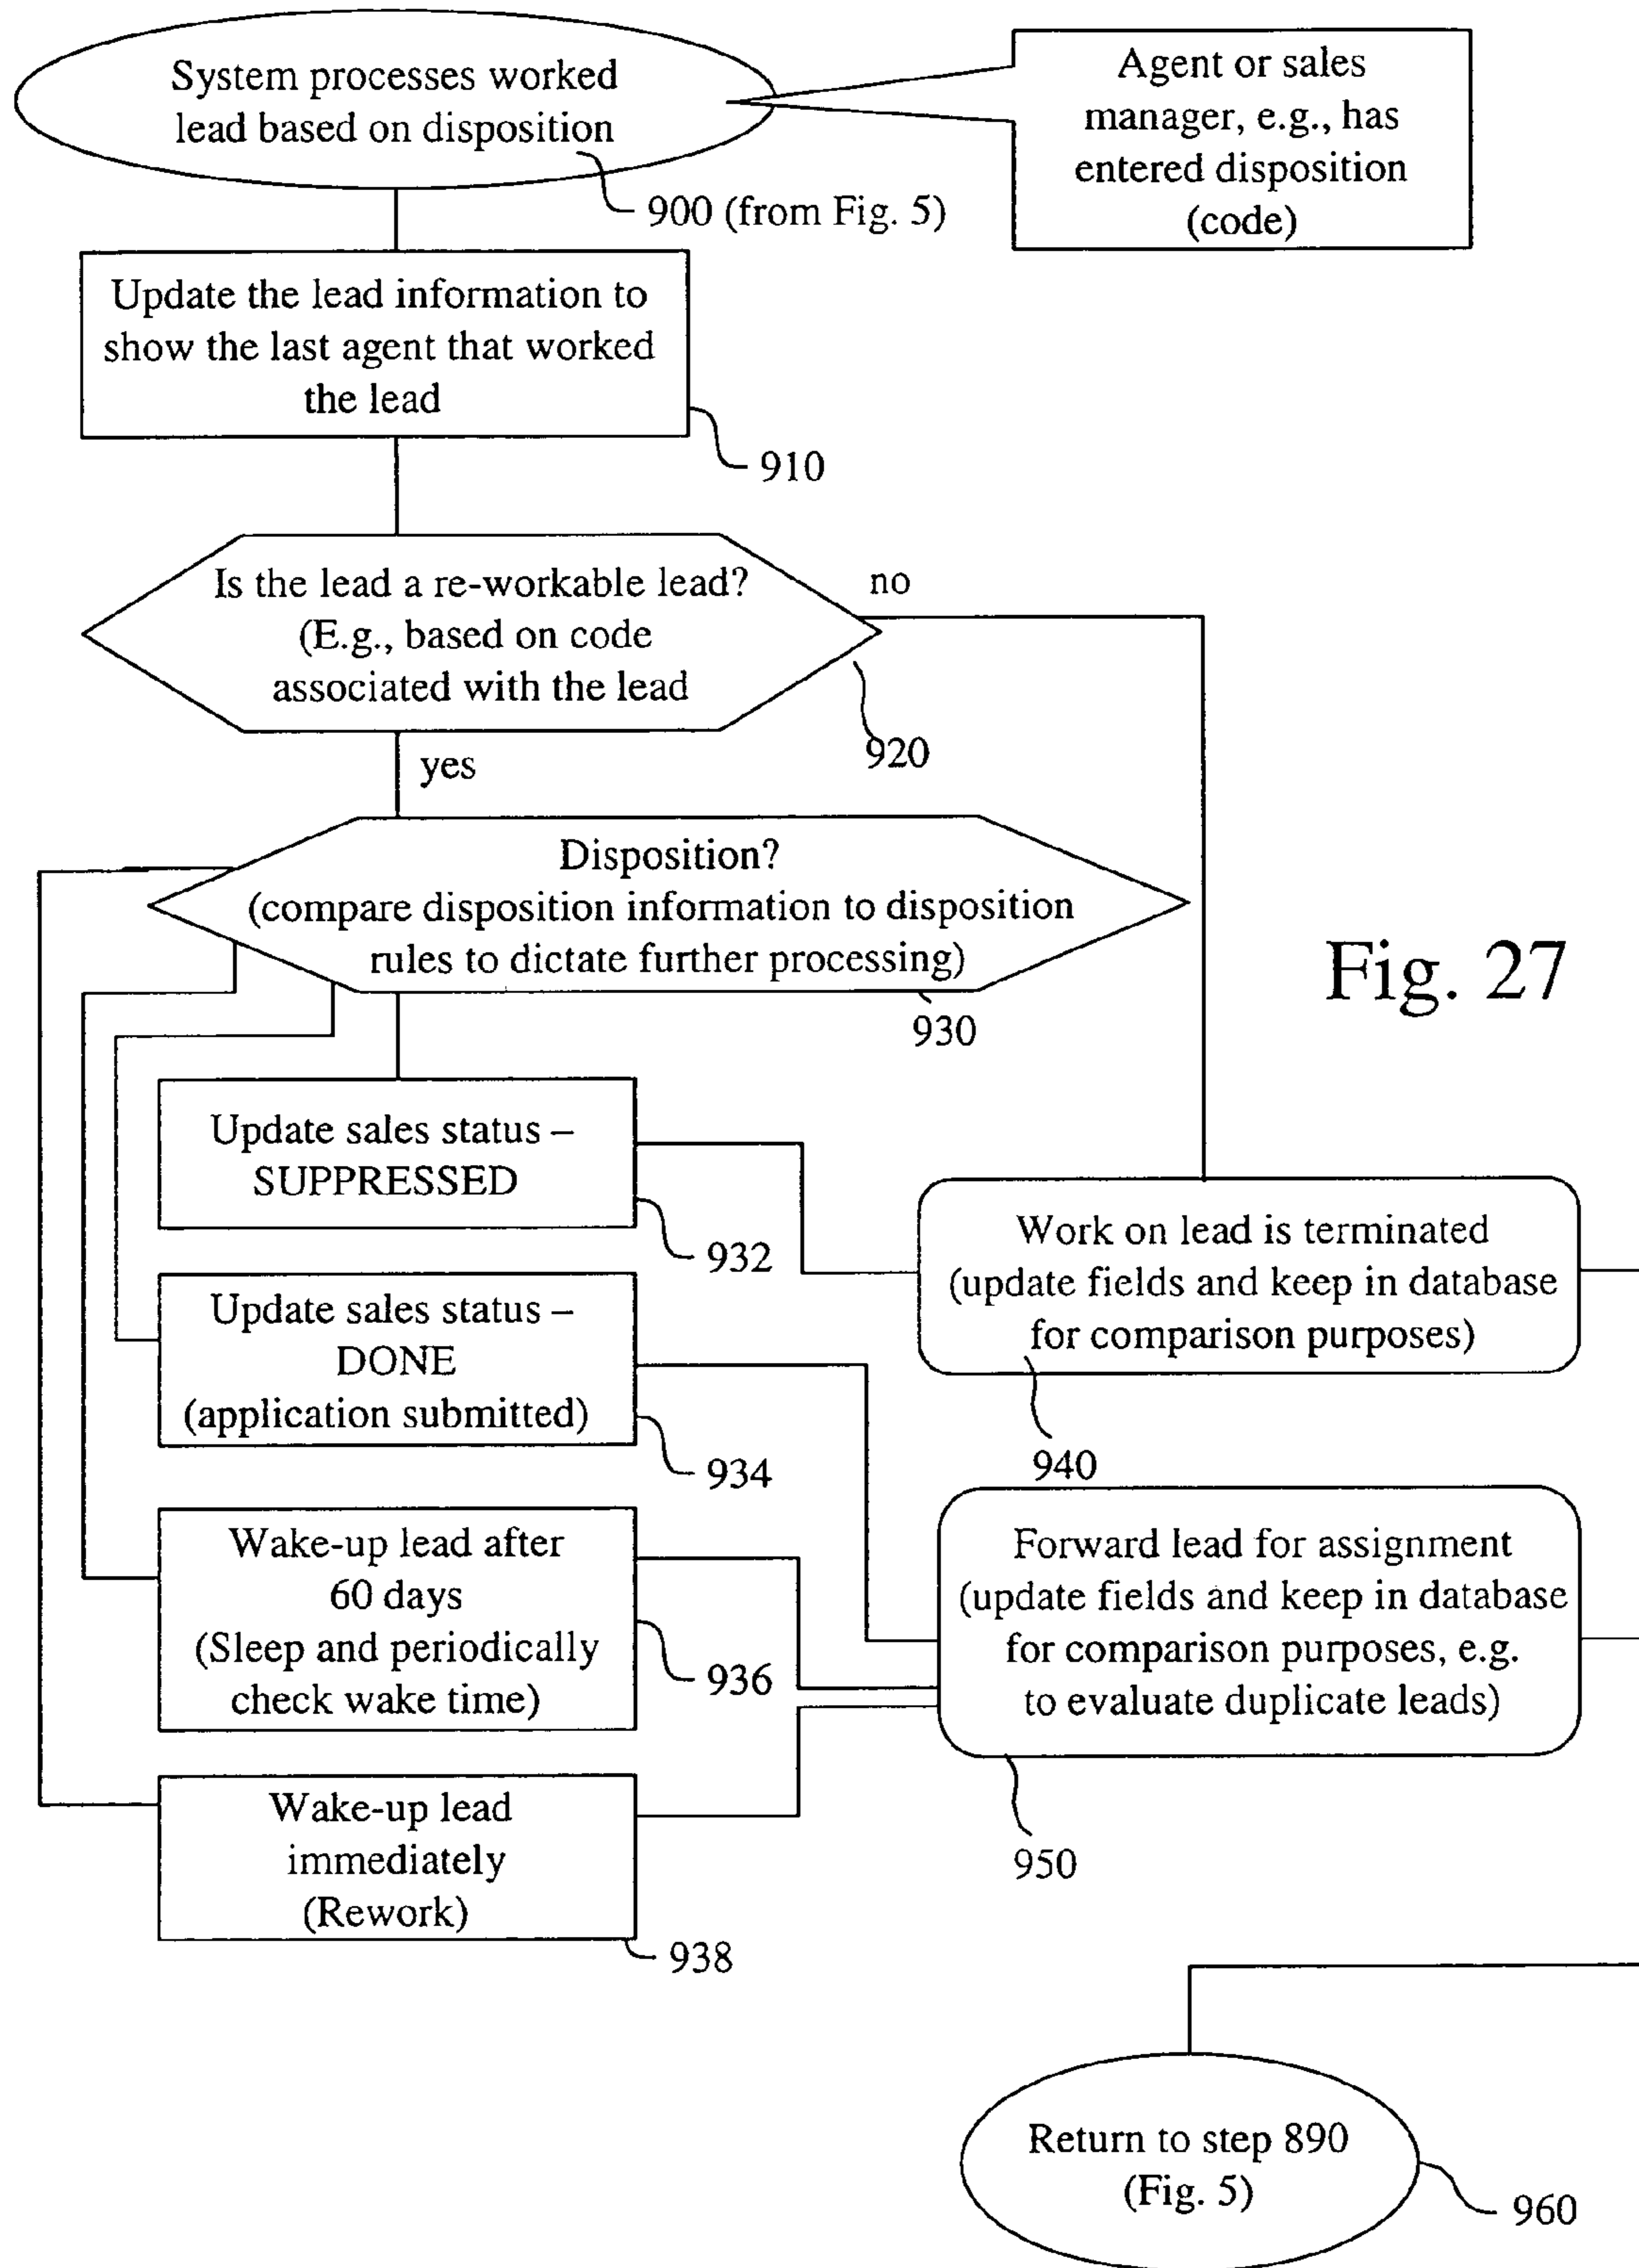 System processes worked
lead based on disposition
900 (from Fig. 5)
Agent or sales
manager, e.g., has
entered disposition
(code)
Update the lead information to
show the last agent that worked
the lead
910
Is the lead a re-workable lead?
(E.g., based on code
associated with the lead
no
920
yes
Disposition?
(compare disposition information to disposition
rules to dictate further processing)
930
Fig. 27
Update sales status –
SUPPRESSED
932
Work on lead is terminated
(update fields and keep in database
for comparison purposes)
940
Update sales status –
DONE
(application submitted)
934
Wake-up lead after
60 days
(Sleep and periodically
check wake time)
936
Forward lead for assignment
(update fields and keep in database
for comparison purposes, e.g.
to evaluate duplicate leads)
950
Wake-up lead
immediately
(Rework)
938
Return to step 890
(Fig. 5)
960